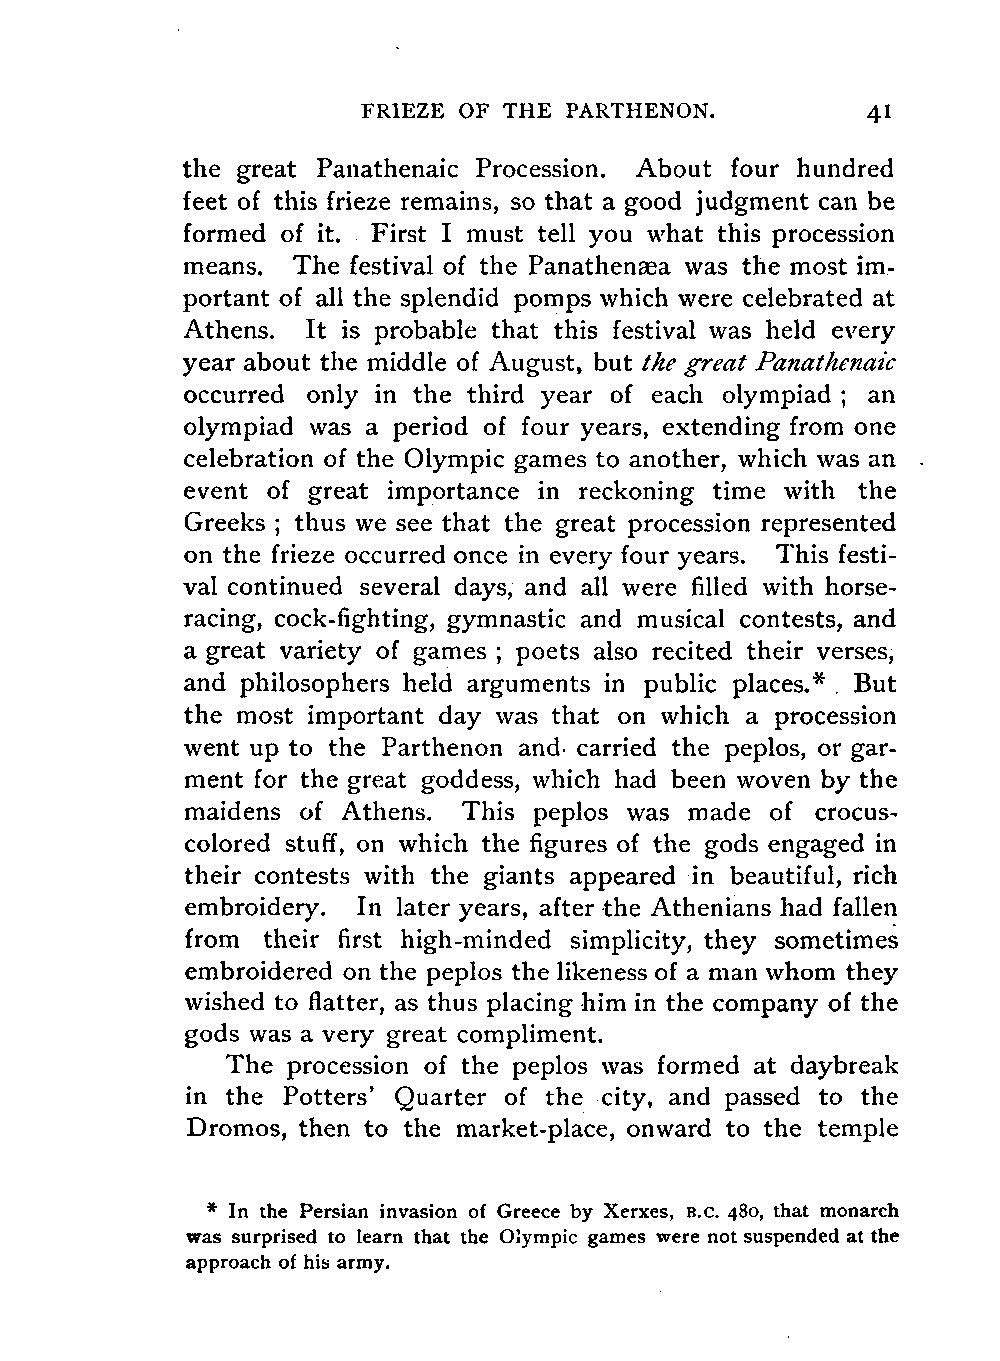 FRIEZE OF THE PARTHENON. 41
the great Panathenaic Procession. About four hundred
feet of this frieze remains, so that a good judgment can be
formed of it. First I must tell you what this procession
means. The festival of the Panathenæa was the most im-
portant of all the splendid pomps which were celebrated at
Athens. It is probable that this festival was held every
year about the middle of August, but the great Panathenaic
occurred only in the third year of each olympiad ; an
olympiad was a period of four years, extending from one
celebration of the Olympic games to another, which was an
event of great importance in reckoning time with the
Greeks ; thus we see that the great procession represented
on the frieze occurred once in every four years. This festi-
val continued several days, and all were filled with horse-
racing, cock-fighting, gymnastic and musical contests, and
a great variety of games ; poets also recited their verses,
and philosophers held arguments in public places.* But
the most important day was that on which a procession
went up to the Parthenon and carried the peplos, or gar-
ment for the great goddess, which had been woven by the
maidens of Athens. This peplos was made of crocus-
colored stuff, on which the figures of the gods engaged in
their contests with the giants appeared in beautiful, rich
embroidery. In later years, after the Athenians had fallen
from their first high-minded simplicity, they sometimes
embroidered on the peplos the likeness of a man whom they
wished to flatter, as thus placing him in the company of the
gods was a very great compliment.
The procession of the peplos was formed at daybreak
in the Potters' Quarter of the city, and passed to the
Dromos, then to the market-place, onward to the temple
* In the Persian invasion of Greece by Xerxes, B.C. 480, that monarch
was surprised to learn that the Olympic games were not suspended at the
approach of his army.